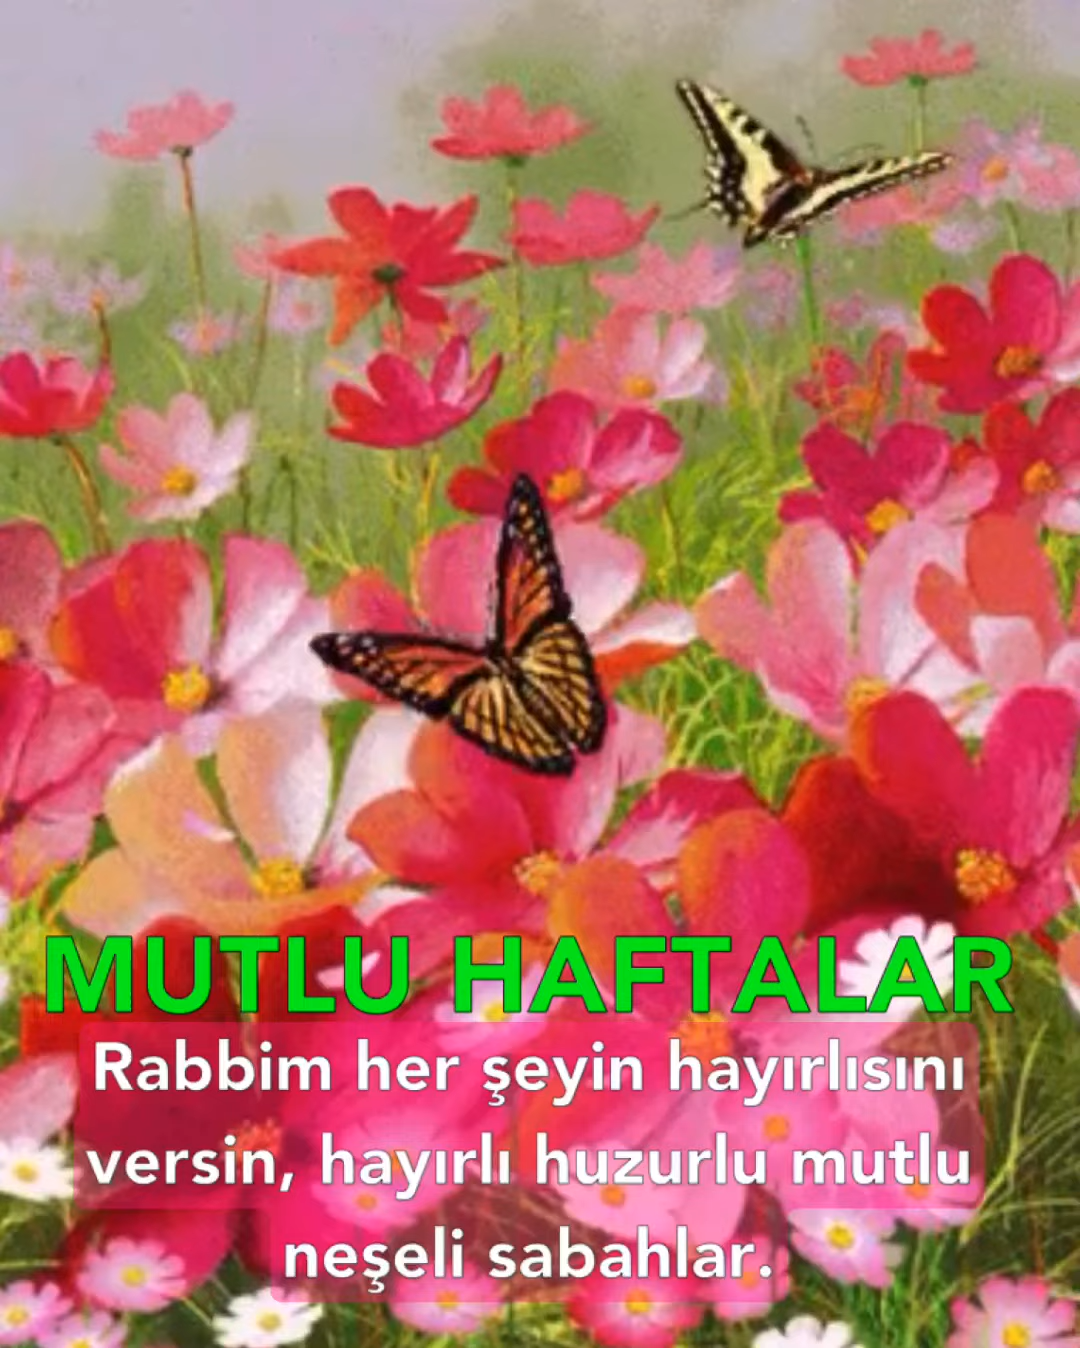 MUTLU HAFTALAR
Rabbim her şeyin hayırlısını
versin, hayırlı huzurlu mutlu
neşeli sabahlar.